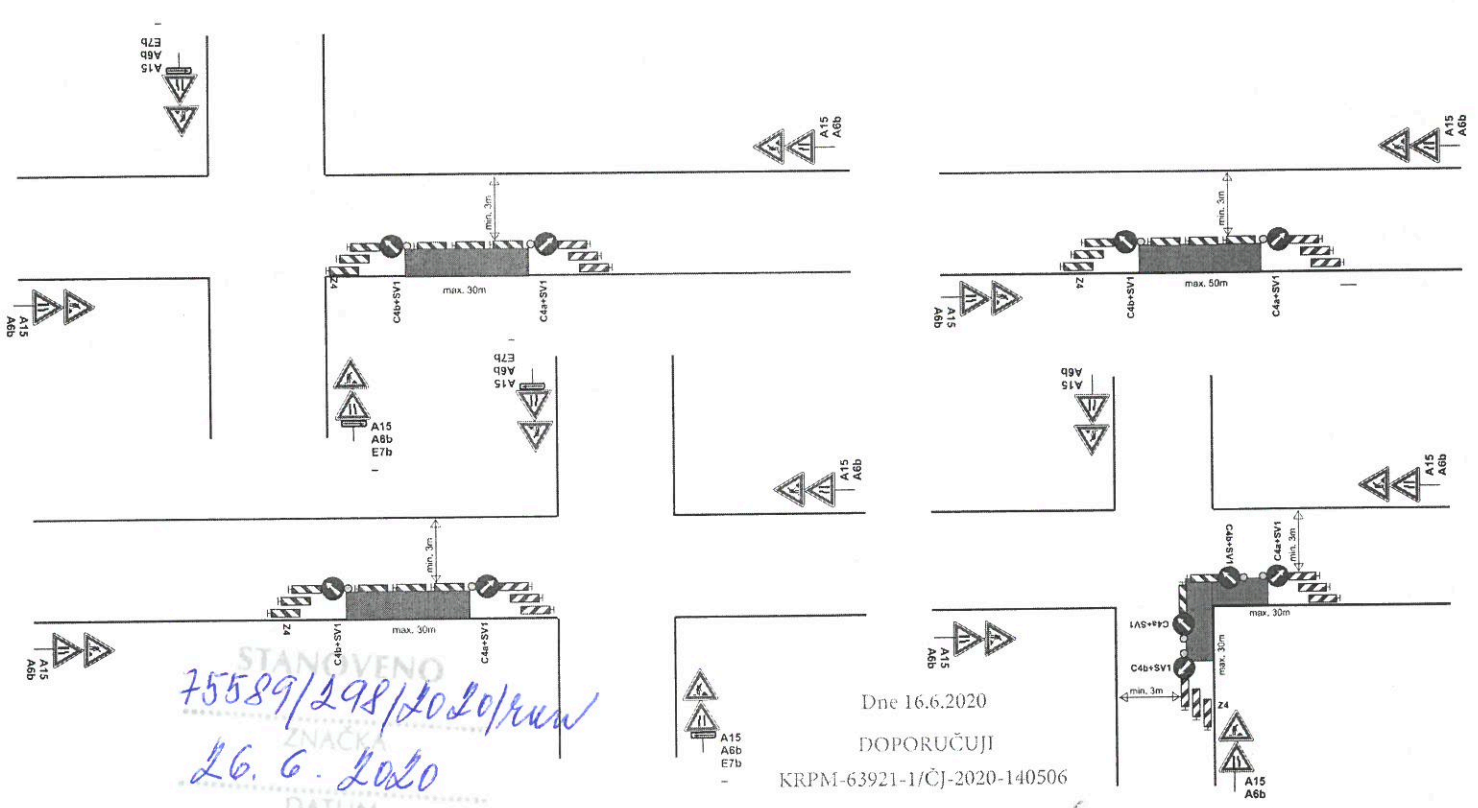 A15
A6b
E7b
–
A15
A6b
min. 3m
max. 30m
Z4
C4b+SV1
C4a+SV1
A15
A6b
A15
A6b
E7b
–
A15
A6b
min. 3m
max. 50m
Z4
C4b+SV1
C4a+SV1
–
A15
A6b
A15
A6b
E7b
–
A15
A6b
min. 3m
max. 30m
Z4
C4b+SV1
C4a+SV1
A15
A6b
A15
A6b
E7b
–
A15
A6b
A15
A6b
C4b+SV1
C4a+SV1
min. 3m
max. 30m
C4a+SV1
C4b+SV1
max. 30m
min. 3m
Z4
A15
A6b
A15
A6b
STANOVENO
75589/298/2020/
ZNAČKA
26. 6. 2020
DATUM
Dne 16.6.2020
DOPORUČUJI
KRPM-63921-1/ČJ-2020-140506